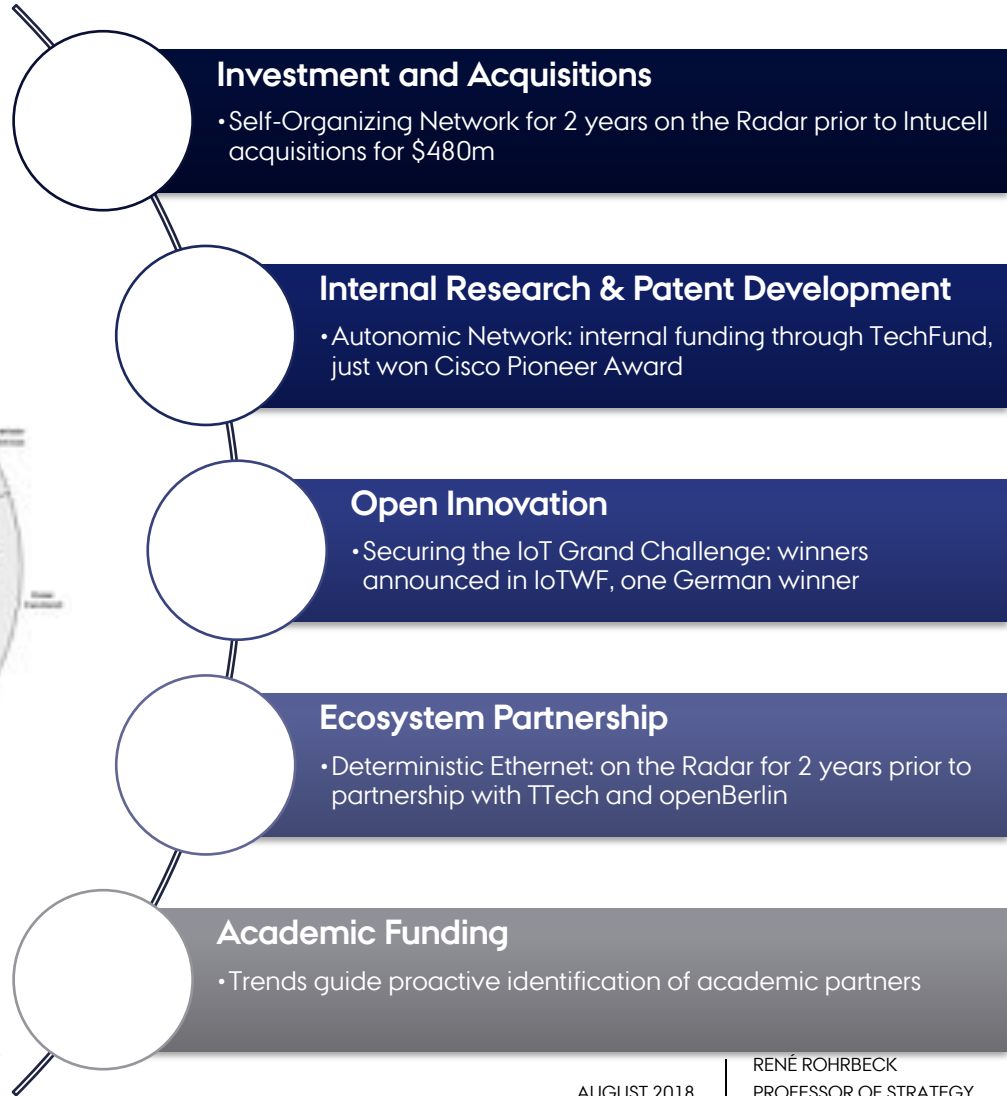 Investment and Acquisitions
•Self-Organizing Network for 2 years on the Radar prior to Intucell
acquisitions for $480m
Internal Research & Patent Development
•Autonomic Network: internal funding through TechFund,
just won Cisco Pioneer Award
Open Innovation
•Securing the IoT Grand Challenge: winners
announced in IoTWF, one German winner
Ecosystem Partnership
•Deterministic Ethernet: on the Radar for 2 years prior to
partnership with TTech and openBerlin
Academic Funding
•Trends guide proactive identification of academic partners
AUGUST 2018
RENÉ ROHRBECK
PROFESSOR OF STRATEGY